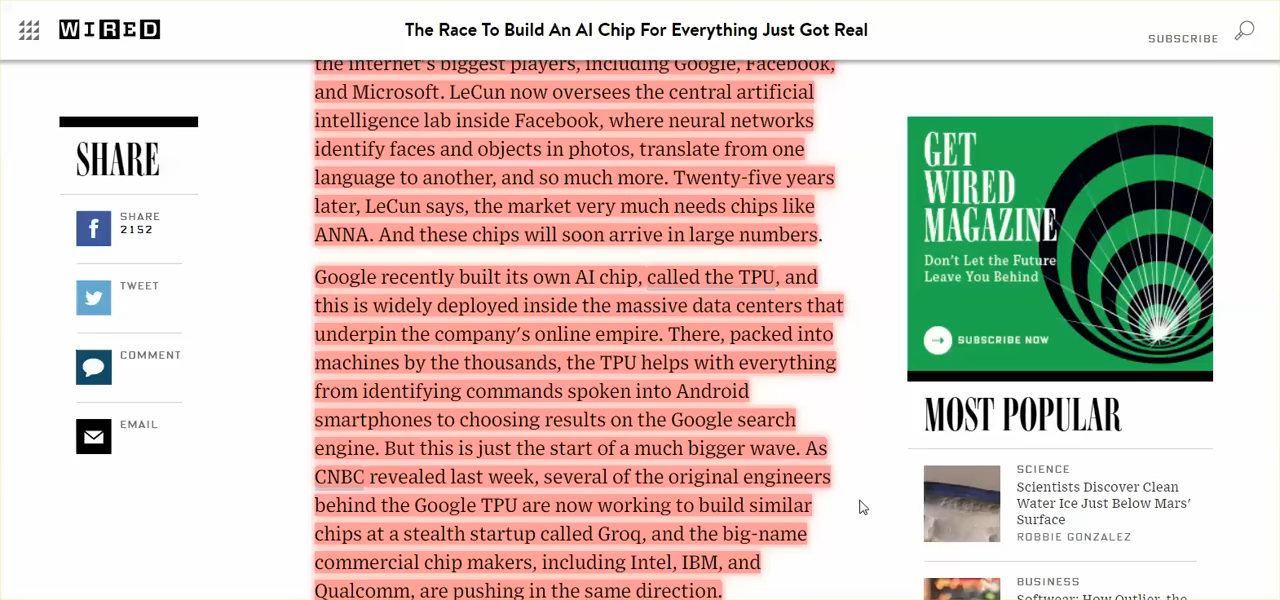 WIRED
The Race To Build An AI Chip For Everything Just Got Real
SUBSCRIBE
SHARE
SHARE
2152
TWEET
COMMENT
EMAIL
the internet's biggest players, including Google, Facebook,
and Microsoft. LeCun now oversees the central artificial
intelligence lab inside Facebook, where neural networks
identify faces and objects in photos, translate from one
language to another, and so much more. Twenty-five years
later, LeCun says, the market very much needs chips like
ANNA. And these chips will soon arrive in large numbers.
Google recently built its own AI chip, called the TPU, and
this is widely deployed inside the massive data centers that
underpin the company's online empire. There, packed into
machines by the thousands, the TPU helps with everything
from identifying commands spoken into Android
smartphones to choosing results on the Google search
engine. But this is just the start of a much bigger wave. As
CNBC revealed last week, several of the original engineers
behind the Google TPU are now working to build similar
chips at a stealth startup called Groq, and the big-name
commercial chip makers, including Intel, IBM, and
Qualcomm, are pushing in the same direction.
GET
WIRED
MAGAZINE
Don't Let the Future
Leave You Behind
SUBSCRIBE NOW
MOST POPULAR
SCIENCE
Scientists Discover Clean
Water Ice Just Below Mars'
Surface
ROBBIE GONZALEZ
BUSINESS
Softwear: How Outlier, the